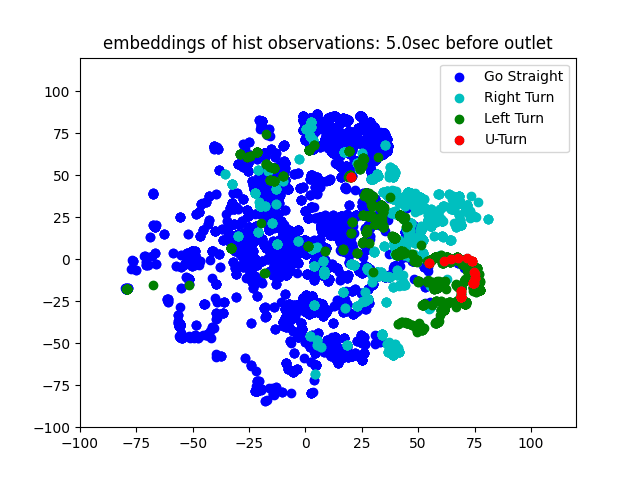 embeddings of hist observations: 5.0sec before outlet
Go Straight
Right Turn
Left Turn
U-Turn
100
75
50
25
0
−25
−50
−75
−100
−100 −75 −50 −25 0 25 50 75 100